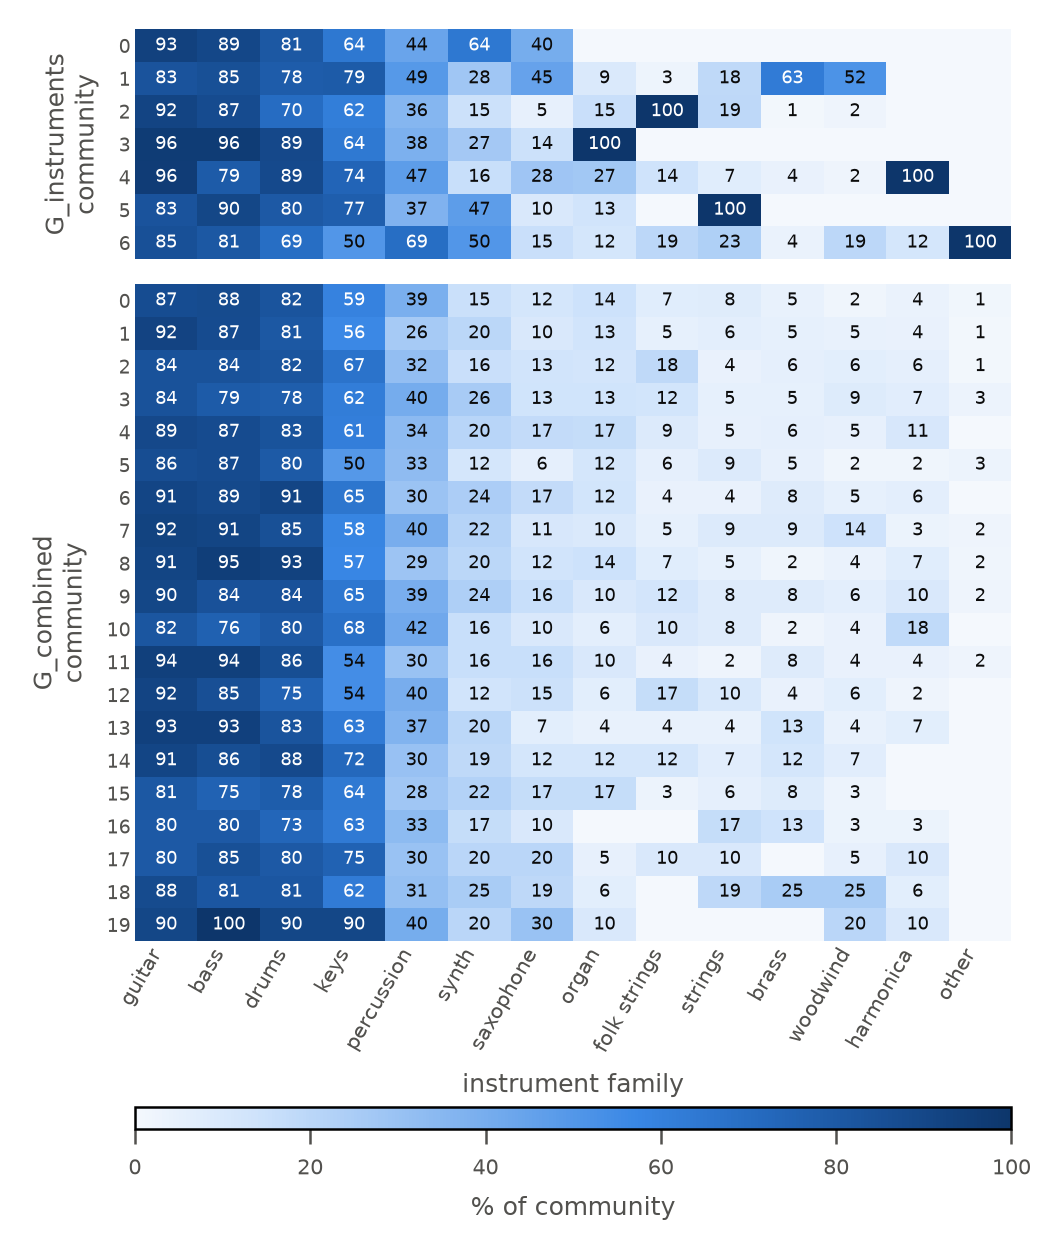 G_instruments
community
0 93 89 81 64 44 64 40
1 83 85 78 79 49 28 45 9 3 18 63 52
2 92 87 70 62 36 15 5 15 100 19 1 2
3 96 96 89 64 38 27 14 100
4 96 79 89 74 47 16 28 27 14 7 4 2 100
5 83 90 80 77 37 47 10 13 100
6 85 81 69 50 69 50 15 12 19 23 4 19 12 100
G_combined
community
0 87 88 82 59 39 15 12 14 7 8 5 2 4 1
1 92 87 81 56 26 20 10 13 5 6 5 5 4 1
2 84 84 82 67 32 16 13 12 18 4 6 6 6 1
3 84 79 78 62 40 26 13 13 12 5 5 9 7 3
4 89 87 83 61 34 20 17 17 9 5 6 5 11
5 86 87 80 50 33 12 6 12 6 9 5 2 2 3
6 91 89 91 65 30 24 17 12 4 4 8 5 6
7 92 91 85 58 40 22 11 10 5 9 9 14 3 2
8 91 95 93 57 29 20 12 14 7 5 2 4 7 2
9 90 84 84 65 39 24 16 10 12 8 8 6 10 2
10 82 76 80 68 42 16 10 6 10 8 2 4 18
11 94 94 86 54 30 16 16 10 4 2 8 4 4 2
12 92 85 75 54 40 12 15 6 17 10 4 6 2
13 93 93 83 63 37 20 7 4 4 4 13 4 7
14 91 86 88 72 30 19 12 12 12 7 12 7
15 81 75 78 64 28 22 17 17 3 6 8 3
16 80 80 73 63 33 17 10 17 13 3 3
17 80 85 80 75 30 20 20 5 10 10 5 10
18 88 81 81 62 31 25 19 6 19 25 25 6
19 90 100 90 90 40 20 30 10 20 10
guitar bass drums keys percussion synth saxophone organ folk strings strings brass woodwind harmonica other
instrument family
0 20 40 60 80 100
% of community